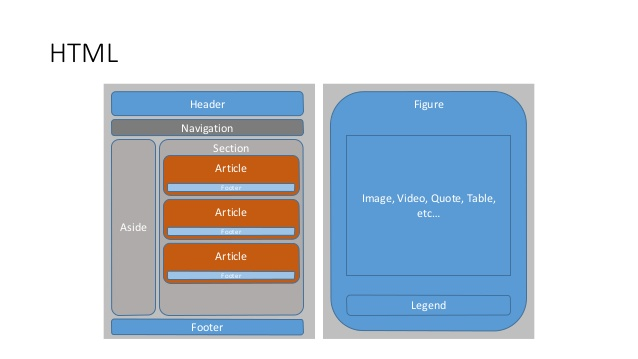 HTML
Header
Navigation
Aside
Section
Article
Footer
Article
Footer
Article
Footer
Footer
Figure
Image, Video, Quote, Table,
etc...
Legend